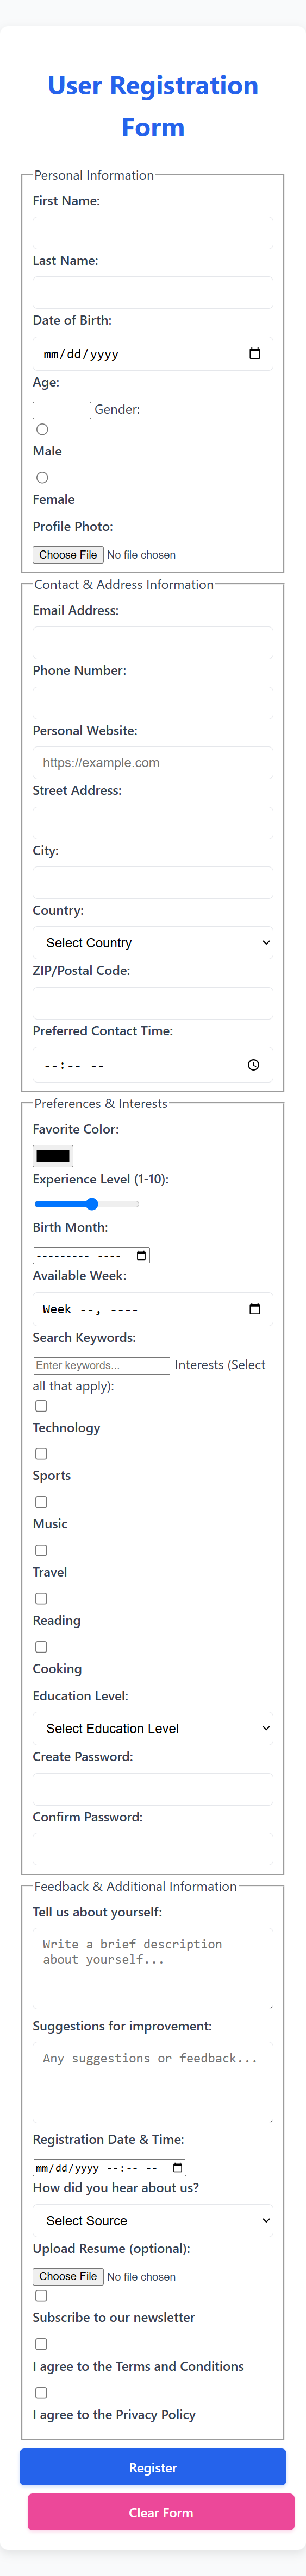 User Registration
Form
Personal Information
First Name:
Last Name:
Date of Birth:
mm/dd/yyyy
Age:
Gender:
Male
Female
Profile Photo:
Choose File No file chosen
Contact & Address Information
Email Address:
Phone Number:
Personal Website:
https://example.com
Street Address:
City:
Country:
Select Country
ZIP/Postal Code:
Preferred Contact Time:
--:-- --
Preferences & Interests
Favorite Color:
Experience Level (1-10):
Birth Month:
--------- ----
Available Week:
Week --, ----
Search Keywords:
Enter keywords... Interests (Select
all that apply):
Technology
Sports
Music
Travel
Reading
Cooking
Education Level:
Select Education Level
Create Password:
Confirm Password:
Feedback & Additional Information
Tell us about yourself:
Write a brief description
about yourself...
Suggestions for improvement:
Any suggestions or feedback...
Registration Date & Time:
mm/dd/yyyy --:-- --
How did you hear about us?
Select Source
Upload Resume (optional):
Choose File No file chosen
Subscribe to our newsletter
I agree to the Terms and Conditions
I agree to the Privacy Policy
Register
Clear Form